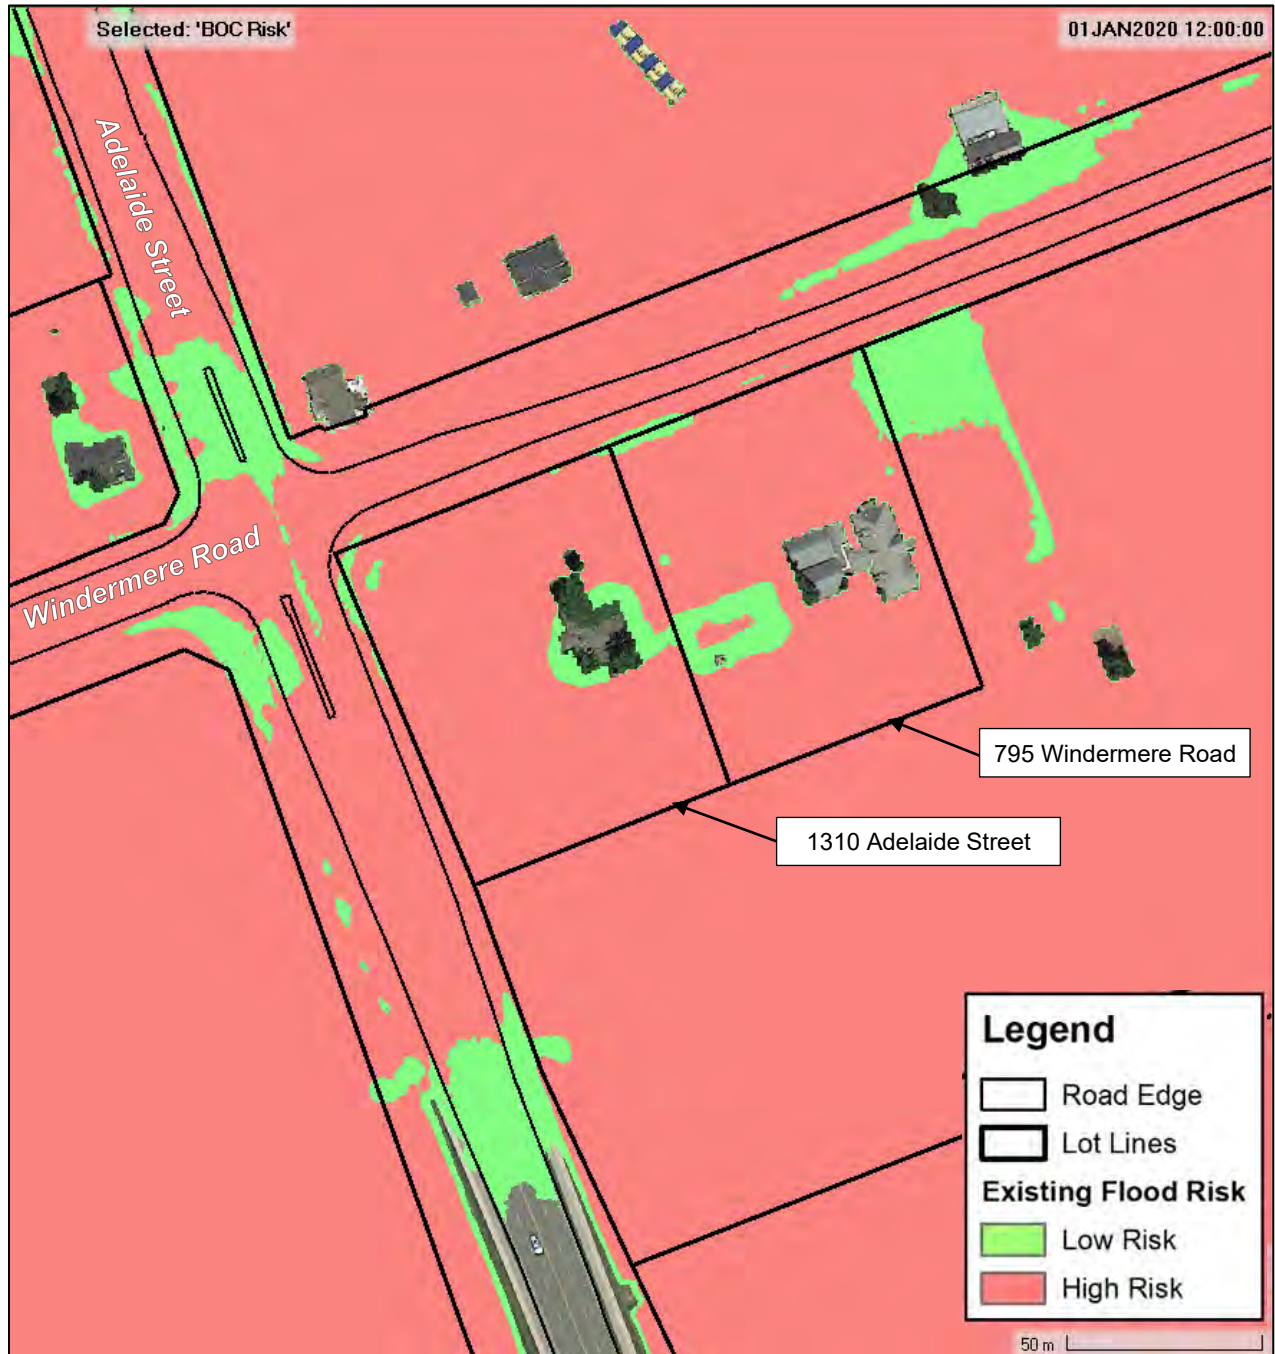 Selected: 'BOC Risk'
01JAN2020 12:00:00
Adelaide Street
Windermere Road
795 Windermere Road
1310 Adelaide Street
Legend
Road Edge
Lot Lines
Existing Flood Risk
Low Risk
High Risk
50 m